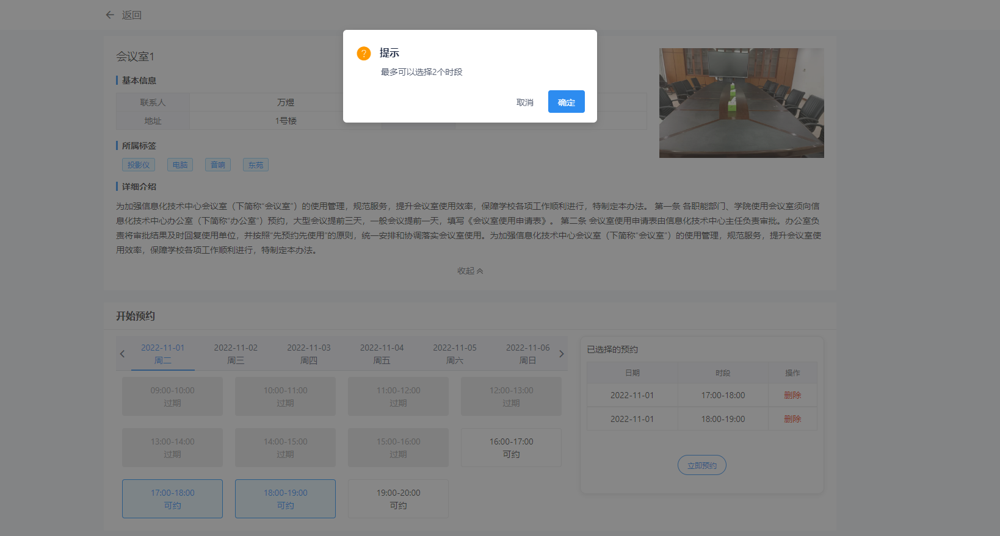 返回
会议室1
提示
最多可以选择2个时段
取消 确定
基本信息
联系人 万煜
地址 1号楼
所属标签
投影仪 电脑 音响 东苑
详细介绍
为加强信息化技术中心会议室（下简称“会议室”）的使用管理，规范服务，提升会议室使用效率，保障学校各项工作顺利进行，特制定本办法。 第一条 各职能部门、学院使用会议室须向信
息化技术中心办公室（下简称“办公室”）预约，大型会议提前三天，一般会议提前一天，填写《会议室使用申请表》。 第二条 会议室使用申请表由信息化技术中心主任负责审批。办公室负
责将审批结果及时回复使用单位，并按照“先预约先使用”的原则，统一安排和协调落实会议室使用。为加强信息化技术中心会议室（下简称“会议室”）的使用管理，规范服务，提升会议室使
用效率，保障学校各项工作顺利进行，特制定本办法。
收起
开始预约
2022-11-01 2022-11-02 2022-11-03 2022-11-04 2022-11-05 2022-11-06
周二 周三 周四 周五 周六 周日
09:00-10:00 10:00-11:00 11:00-12:00 12:00-13:00
过期 过期 过期 过期
13:00-14:00 14:00-15:00 15:00-16:00 16:00-17:00
过期 过期 过期 可约
17:00-18:00 18:00-19:00 19:00-20:00
可约 可约 可约
已选择的预约
日期 时段 操作
2022-11-01 17:00-18:00 删除
2022-11-01 18:00-19:00 删除
立即预约